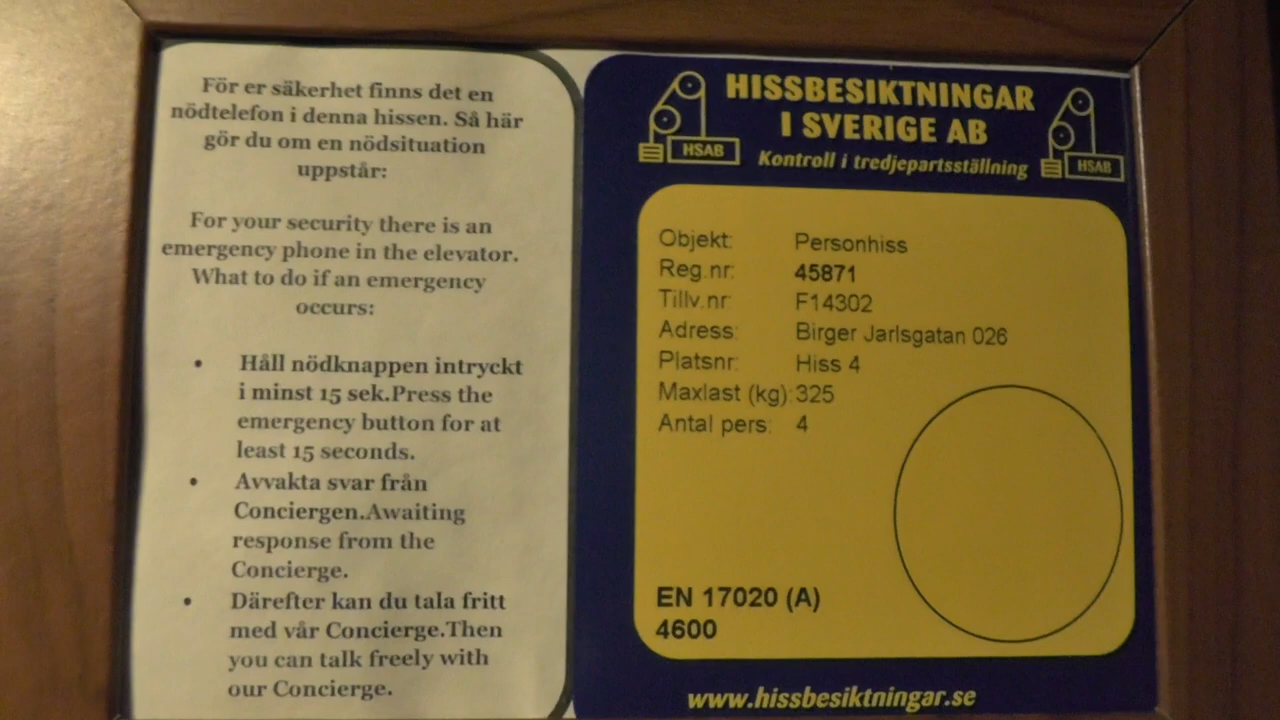 För er säkerhet finns det en
nödtelefon i denna hissen. Så här
gör du om en nödsituation
uppstår:
For your security there is an
emergency phone in the elevator.
What to do if an emergency
occurs:
• Håll nödknappen intryckt
i minst 15 sek.Press the
emergency button for at
least 15 seconds.
• Avvakta svar från
Conciergen.Awaiting
response from the
Concierge.
• Därefter kan du tala fritt
med vår Concierge.Then
you can talk freely with
our Concierge.
HISSBESIKTNINGAR
I SVERIGE AB
HSAB
Kontroll i tredjepartsställning
HSAB
Objekt: Personhiss
Reg.nr: 45871
Tillv.nr: F14302
Adress: Birger Jarlsgatan 026
Platsnr: Hiss 4
Maxlast (kg): 325
Antal pers: 4
EN 17020 (A)
4600
www.hissbesiktningar.se